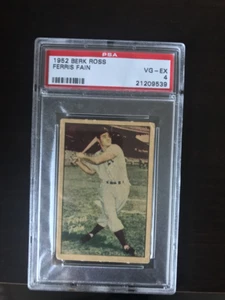 PSA
1952 BERK ROSS
FERRIS FAIN
VG-EX
4
21209539